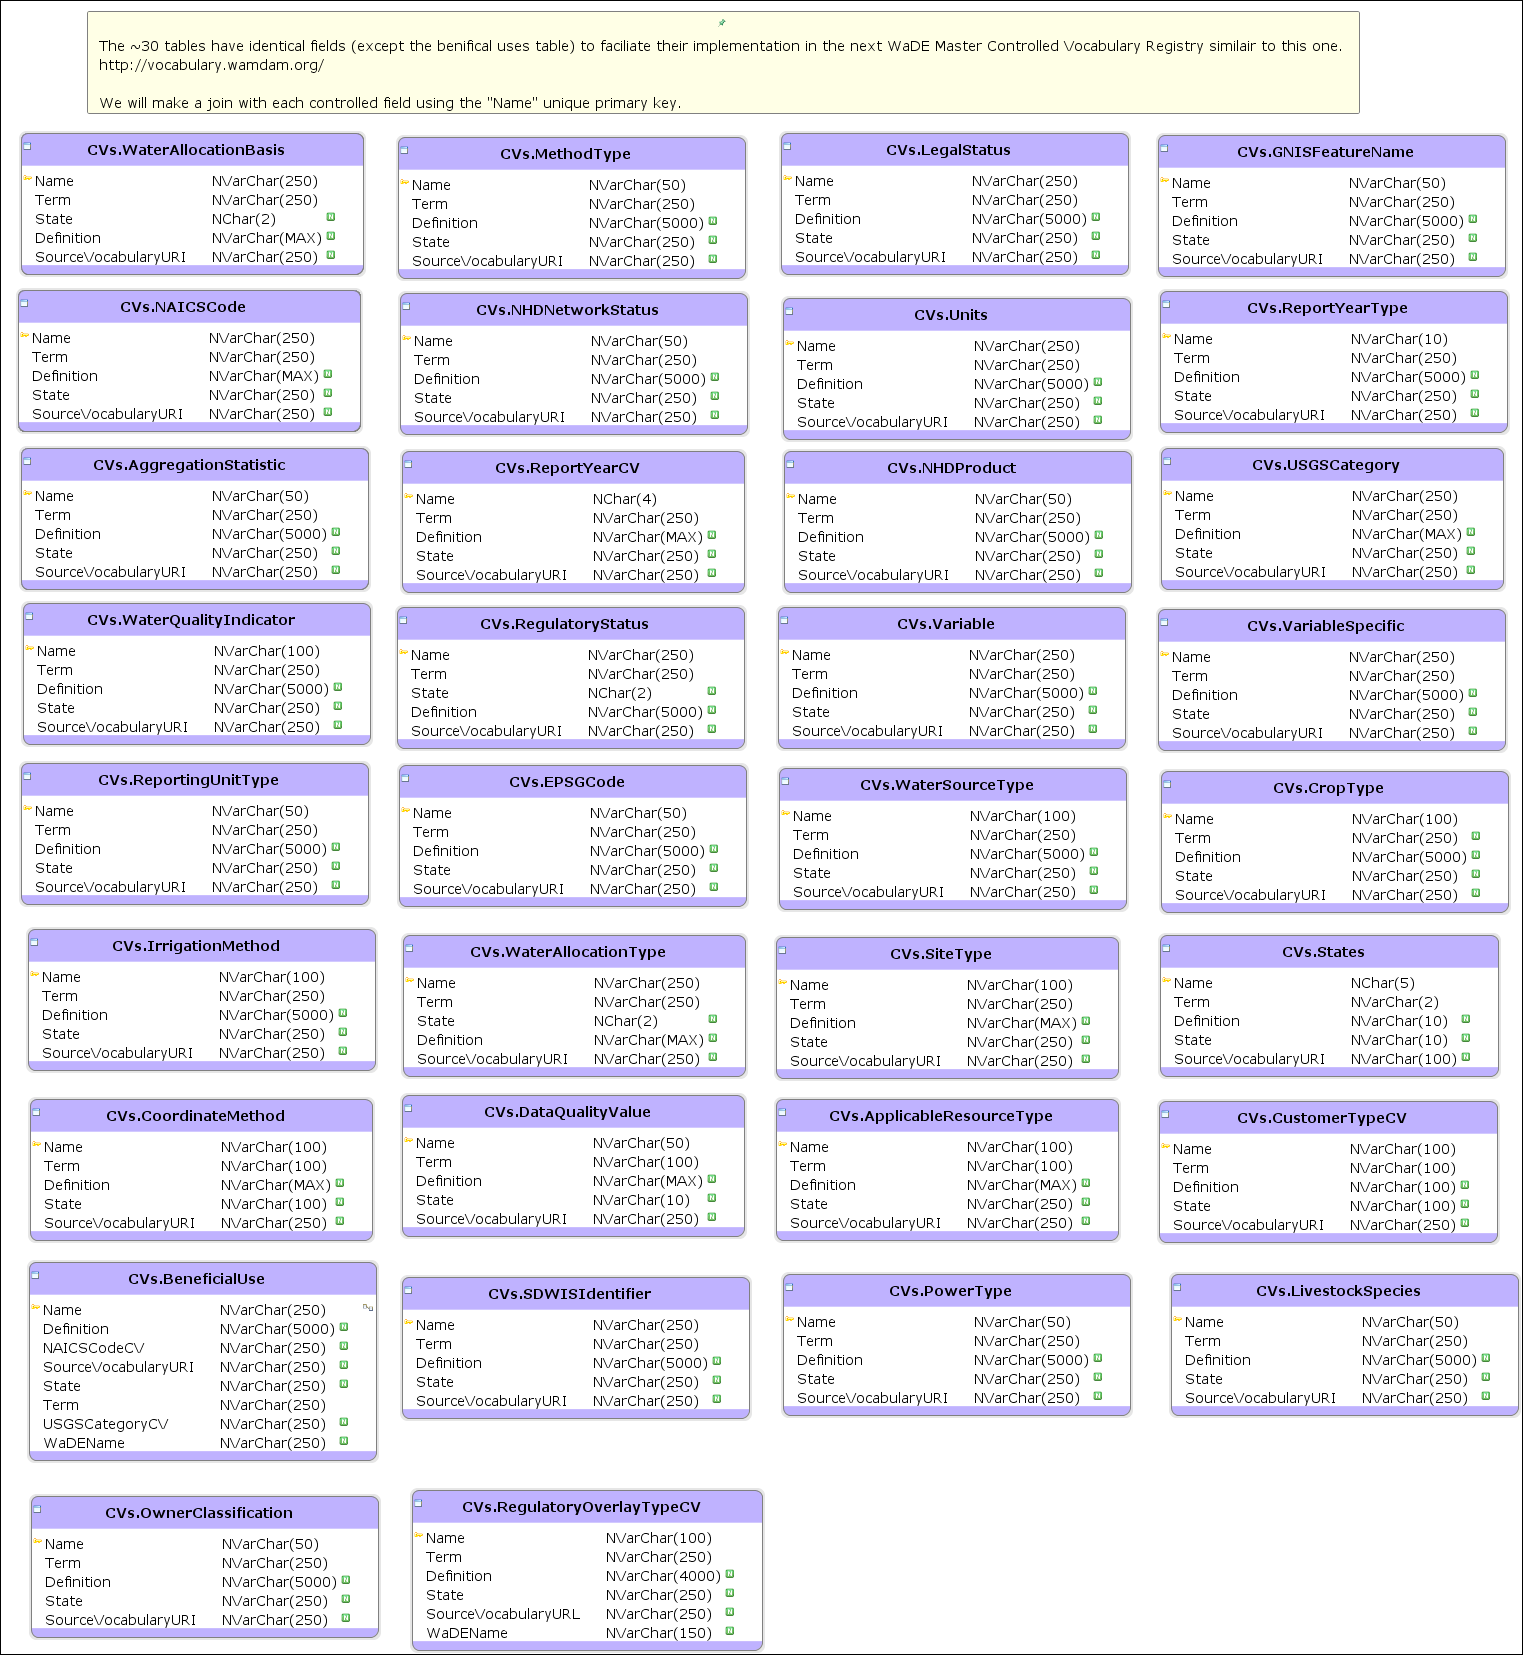 The ~30 tables have identical fields (except the benifical uses table) to faciliate their implementation in the next WaDE Master Controlled Vocabulary Registry similair to this one.
http://vocabulary.wamdam.org/
We will make a join with each controlled field using the "Name" unique primary key.
CVs.WaterAllocationBasis
Name NVarChar(250)
Term NVarChar(250)
State NChar(2) N
Definition NVarChar(MAX) N
SourceVocabularyURI NVarChar(250) N
CVs.MethodType
Name NVarChar(50)
Term NVarChar(250)
Definition NVarChar(5000) N
State NVarChar(250) N
SourceVocabularyURI NVarChar(250) N
CVs.LegalStatus
Name NVarChar(250)
Term NVarChar(250)
Definition NVarChar(5000) N
State NVarChar(250) N
SourceVocabularyURI NVarChar(250) N
CVs.GNISFeatureName
Name NVarChar(50)
Term NVarChar(250)
Definition NVarChar(5000) N
State NVarChar(250) N
SourceVocabularyURI NVarChar(250) N
CVs.NAICSCode
Name NVarChar(250)
Term NVarChar(250)
Definition NVarChar(MAX) N
State NVarChar(250) N
SourceVocabularyURI NVarChar(250) N
CVs.NHDNetworkStatus
Name NVarChar(50)
Term NVarChar(250)
Definition NVarChar(5000) N
State NVarChar(250) N
SourceVocabularyURI NVarChar(250) N
CVs.Units
Name NVarChar(250)
Term NVarChar(250)
Definition NVarChar(5000) N
State NVarChar(250) N
SourceVocabularyURI NVarChar(250) N
CVs.ReportYearType
Name NVarChar(10)
Term NVarChar(250)
Definition NVarChar(5000) N
State NVarChar(250) N
SourceVocabularyURI NVarChar(250) N
CVs.AggregationStatistic
Name NVarChar(50)
Term NVarChar(250)
Definition NVarChar(5000) N
State NVarChar(250) N
SourceVocabularyURI NVarChar(250) N
CVs.ReportYearCV
Name NChar(4)
Term NVarChar(250)
Definition NVarChar(MAX) N
State NVarChar(250) N
SourceVocabularyURI NVarChar(250) N
CVs.NHDProduct
Name NVarChar(50)
Term NVarChar(250)
Definition NVarChar(5000) N
State NVarChar(250) N
SourceVocabularyURI NVarChar(250) N
CVs.USGSCategory
Name NVarChar(250)
Term NVarChar(250)
Definition NVarChar(MAX) N
State NVarChar(250) N
SourceVocabularyURI NVarChar(250) N
CVs.WaterQualityIndicator
Name NVarChar(100)
Term NVarChar(250)
Definition NVarChar(5000) N
State NVarChar(250) N
SourceVocabularyURI NVarChar(250) N
CVs.RegulatoryStatus
Name NVarChar(250)
Term NVarChar(250)
State NChar(2) N
Definition NVarChar(5000) N
SourceVocabularyURI NVarChar(250) N
CVs.Variable
Name NVarChar(250)
Term NVarChar(250)
Definition NVarChar(5000) N
State NVarChar(250) N
SourceVocabularyURI NVarChar(250) N
CVs.VariableSpecific
Name NVarChar(250)
Term NVarChar(250)
Definition NVarChar(5000) N
State NVarChar(250) N
SourceVocabularyURI NVarChar(250) N
CVs.ReportingUnitType
Name NVarChar(50)
Term NVarChar(250)
Definition NVarChar(5000) N
State NVarChar(250) N
SourceVocabularyURI NVarChar(250) N
CVs.EPSGCode
Name NVarChar(50)
Term NVarChar(250)
Definition NVarChar(5000) N
State NVarChar(250) N
SourceVocabularyURI NVarChar(250) N
CVs.WaterSourceType
Name NVarChar(100)
Term NVarChar(250)
Definition NVarChar(5000) N
State NVarChar(250) N
SourceVocabularyURI NVarChar(250) N
CVs.CropType
Name NVarChar(100)
Term NVarChar(250) N
Definition NVarChar(5000) N
State NVarChar(250) N
SourceVocabularyURI NVarChar(250) N
CVs.IrrigationMethod
Name NVarChar(100)
Term NVarChar(250)
Definition NVarChar(5000) N
State NVarChar(250) N
SourceVocabularyURI NVarChar(250) N
CVs.WaterAllocationType
Name NVarChar(250)
Term NVarChar(250)
State NChar(2) N
Definition NVarChar(MAX) N
SourceVocabularyURI NVarChar(250) N
CVs.SiteType
Name NVarChar(100)
Term NVarChar(250)
Definition NVarChar(MAX) N
State NVarChar(250) N
SourceVocabularyURI NVarChar(250) N
CVs.States
Name NChar(5)
Term NVarChar(2)
Definition NVarChar(10) N
State NVarChar(10) N
SourceVocabularyURI NVarChar(100) N
CVs.CoordinateMethod
Name NVarChar(100)
Term NVarChar(100)
Definition NVarChar(MAX) N
State NVarChar(100) N
SourceVocabularyURI NVarChar(250) N
CVs.DataQualityValue
Name NVarChar(50)
Term NVarChar(100)
Definition NVarChar(MAX) N
State NVarChar(10) N
SourceVocabularyURI NVarChar(250) N
CVs.ApplicableResourceType
Name NVarChar(100)
Term NVarChar(100)
Definition NVarChar(MAX) N
State NVarChar(250) N
SourceVocabularyURI NVarChar(250) N
CVs.CustomerTypeCV
Name NVarChar(100)
Term NVarChar(100)
Definition NVarChar(100) N
State NVarChar(100) N
SourceVocabularyURI NVarChar(250) N
CVs.BeneficialUse
Name NVarChar(250)
Definition NVarChar(5000) N
NAICSCodeCV NVarChar(250) N
SourceVocabularyURI NVarChar(250) N
State NVarChar(250) N
Term NVarChar(250)
USGSCategoryCV NVarChar(250) N
WaDEName NVarChar(250) N
CVs.SDWISIdentifier
Name NVarChar(250)
Term NVarChar(250)
Definition NVarChar(5000) N
State NVarChar(250) N
SourceVocabularyURI NVarChar(250) N
CVs.PowerType
Name NVarChar(50)
Term NVarChar(250)
Definition NVarChar(5000) N
State NVarChar(250) N
SourceVocabularyURI NVarChar(250) N
CVs.LivestockSpecies
Name NVarChar(50)
Term NVarChar(250)
Definition NVarChar(5000) N
State NVarChar(250) N
SourceVocabularyURI NVarChar(250) N
CVs.OwnerClassification
Name NVarChar(50)
Term NVarChar(250)
Definition NVarChar(5000) N
State NVarChar(250) N
SourceVocabularyURI NVarChar(250) N
CVs.RegulatoryOverlayTypeCV
Name NVarChar(100)
Term NVarChar(250)
Definition NVarChar(4000) N
State NVarChar(250) N
SourceVocabularyURL NVarChar(250) N
WaDEName NVarChar(150) N